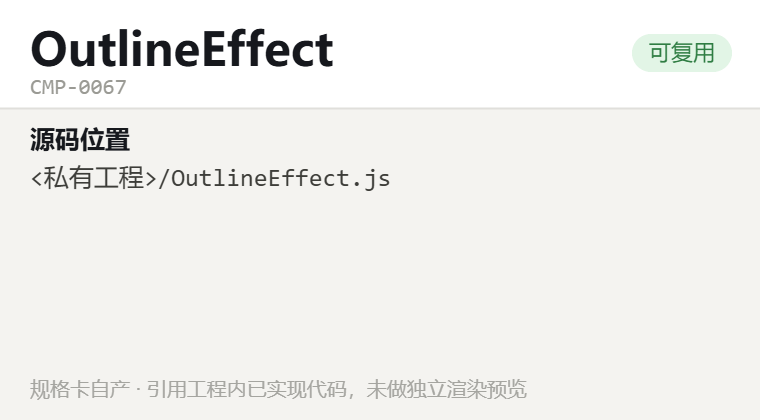 OutlineEffect
可复用
CMP-0067
源码位置
<私有工程>/OutlineEffect.js
规格卡自产 · 引用工程内已实现代码，未做独立渲染预览